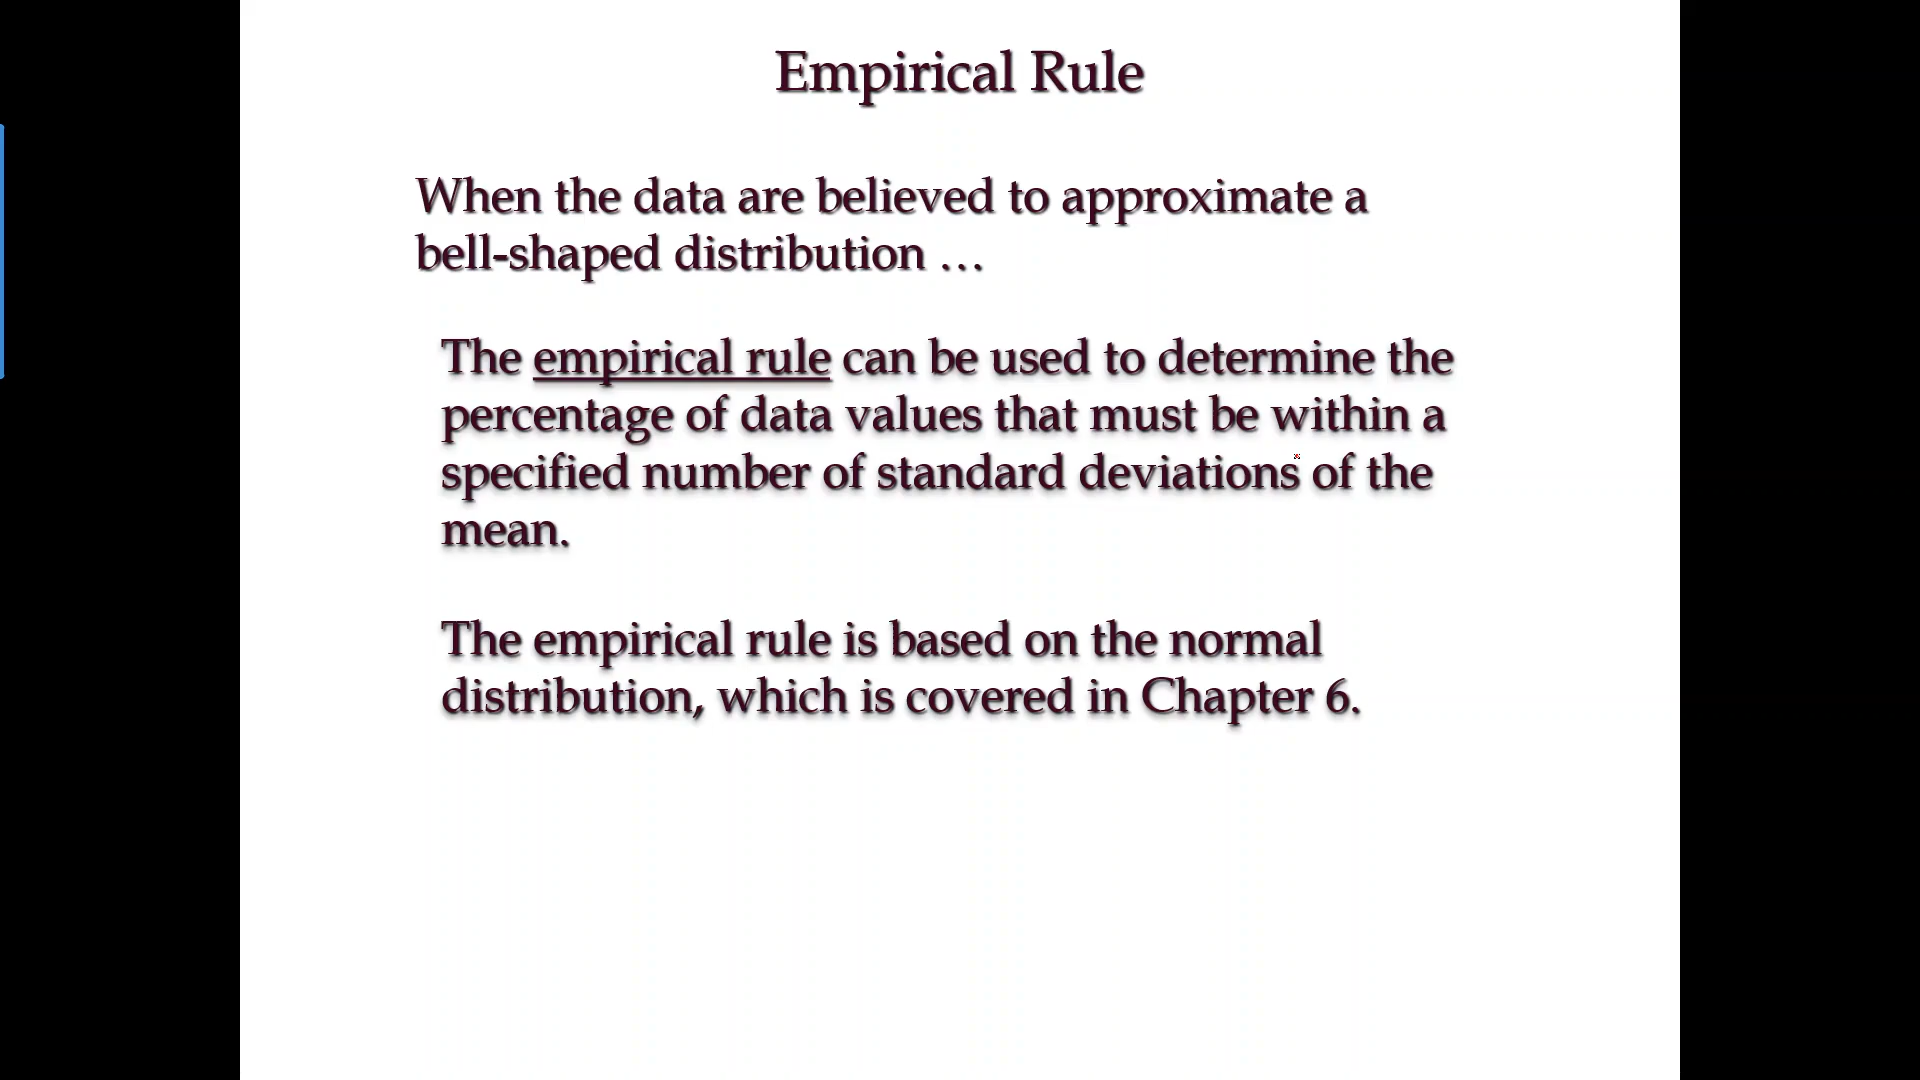 Empirical Rule
When the data are believed to approximate a
bell-shaped distribution …
The empirical rule can be used to determine the
percentage of data values that must be within a
specified number of standard deviations of the
mean.
The empirical rule is based on the normal
distribution, which is covered in Chapter 6.